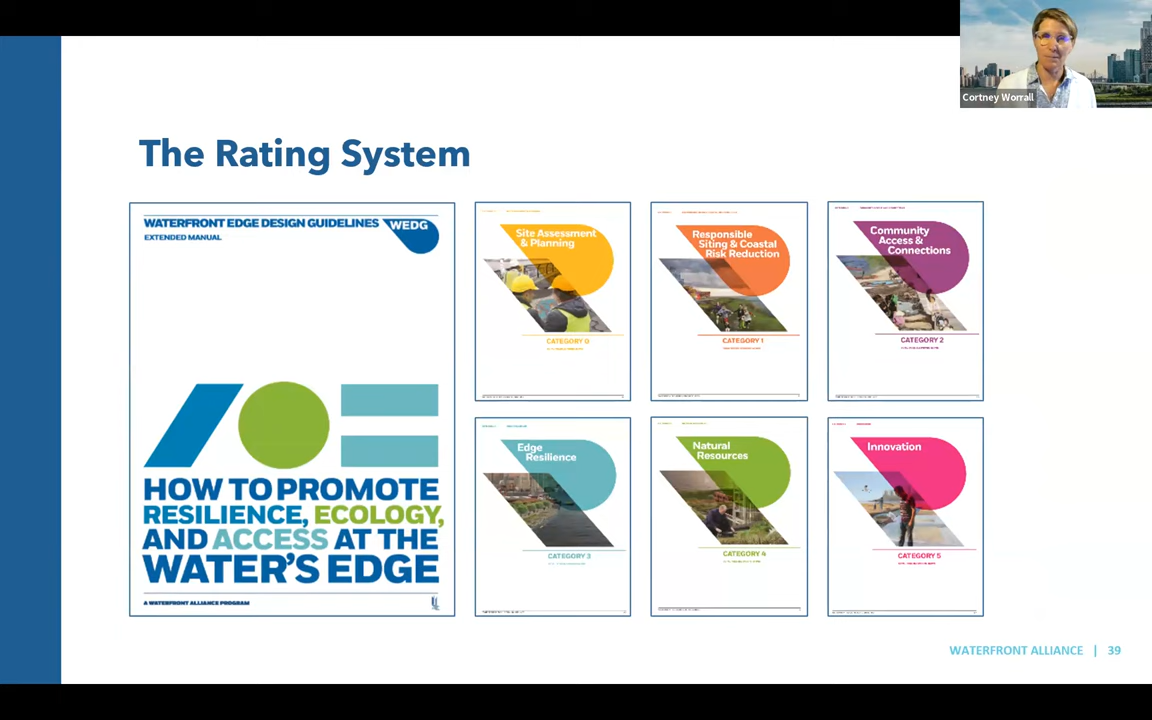 Cortney Worrall
The Rating System
WATERFRONT EDGE DESIGN GUIDELINES
WEDG
EXTENDED MANUAL
HOW TO PROMOTE
RESILIENCE, ECOLOGY,
AND ACCESS AT THE
WATER'S EDGE
A WATERFRONT ALLIANCE PROGRAM
Site Assessment
& Planning
CATEGORY 0
Responsible
Siting & Coastal
Risk Reduction
CATEGORY 1
Community
Access &
Connections
CATEGORY 2
Edge
Resilience
CATEGORY 3
Natural
Resources
CATEGORY 4
Innovation
CATEGORY 5
WATERFRONT ALLIANCE | 39